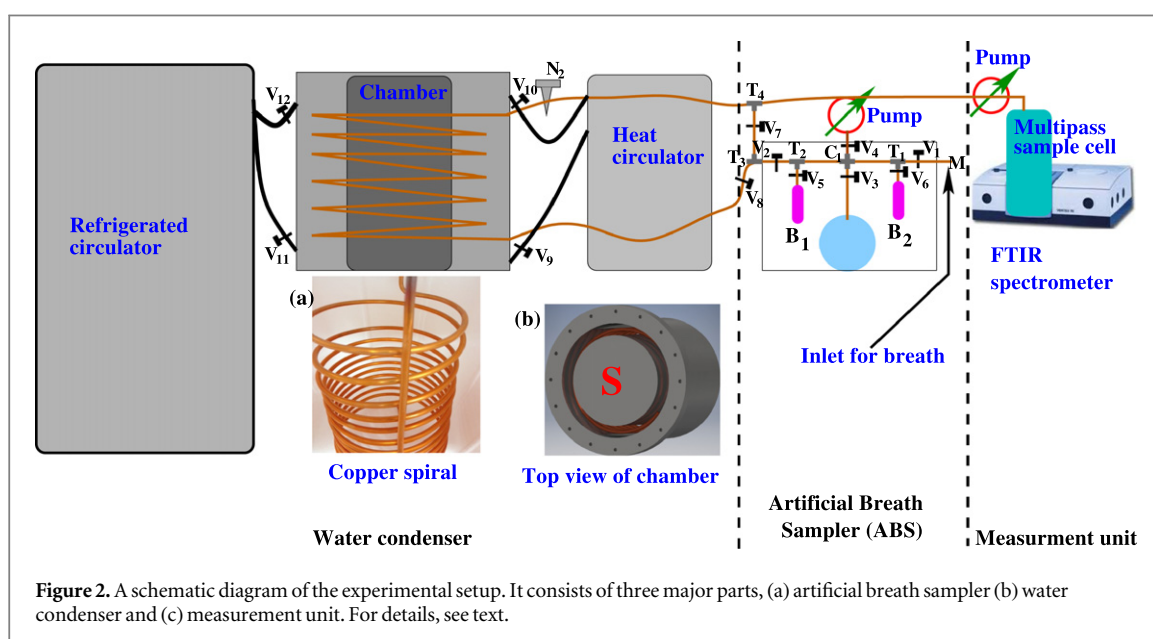 Pump
V12
V10
N2
T4
Chamber
Pump
Multipass
sample cell
Heat
circulator
V7
T3
V2
T2
C1
V4
T1
V1
M
V5
V3
V6
V8
Refrigerated
circulator
B1
B2
V11
V9
FTIR
spectrometer
(a)
(b)
S
Inlet for breath
Copper spiral
Top view of chamber
Artificial Breath
Sampler (ABS)
Water condenser
Measurment unit
Figure 2. A schematic diagram of the experimental setup. It consists of three major parts, (a) artificial breath sampler (b) water
condenser and (c) measurement unit. For details, see text.